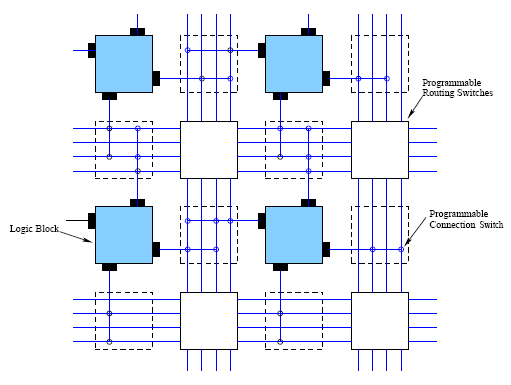 Programmable
Routing Switches
Logic Block
Programmable
Connection Switch